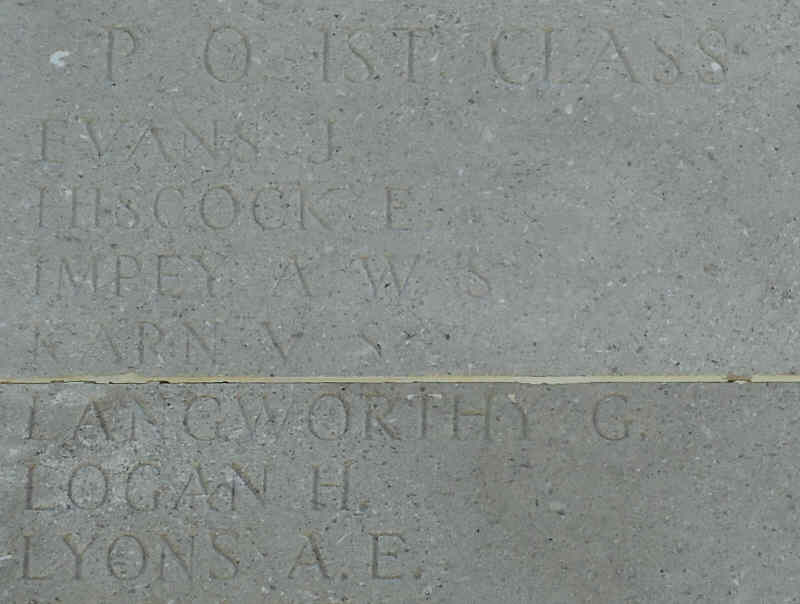 P O 1ST. CLASS
EVANS J.
HISCOCK E.
IMPEY A W S
KARN V S
LANGWORTHY G.
LOGAN H.
LYONS A.E.